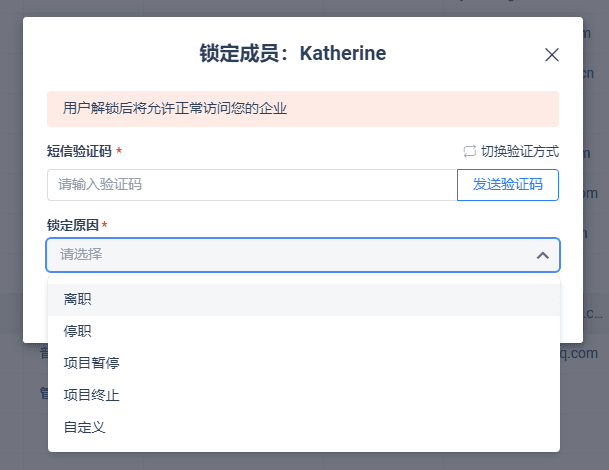 锁定成员：Katherine
用户解锁后将允许正常访问您的企业
短信验证码 * 切换验证方式
请输入验证码 发送验证码
锁定原因 *
请选择
离职
停职
项目暂停
项目终止
自定义
m
cn
m
om
n
.c...
q.com